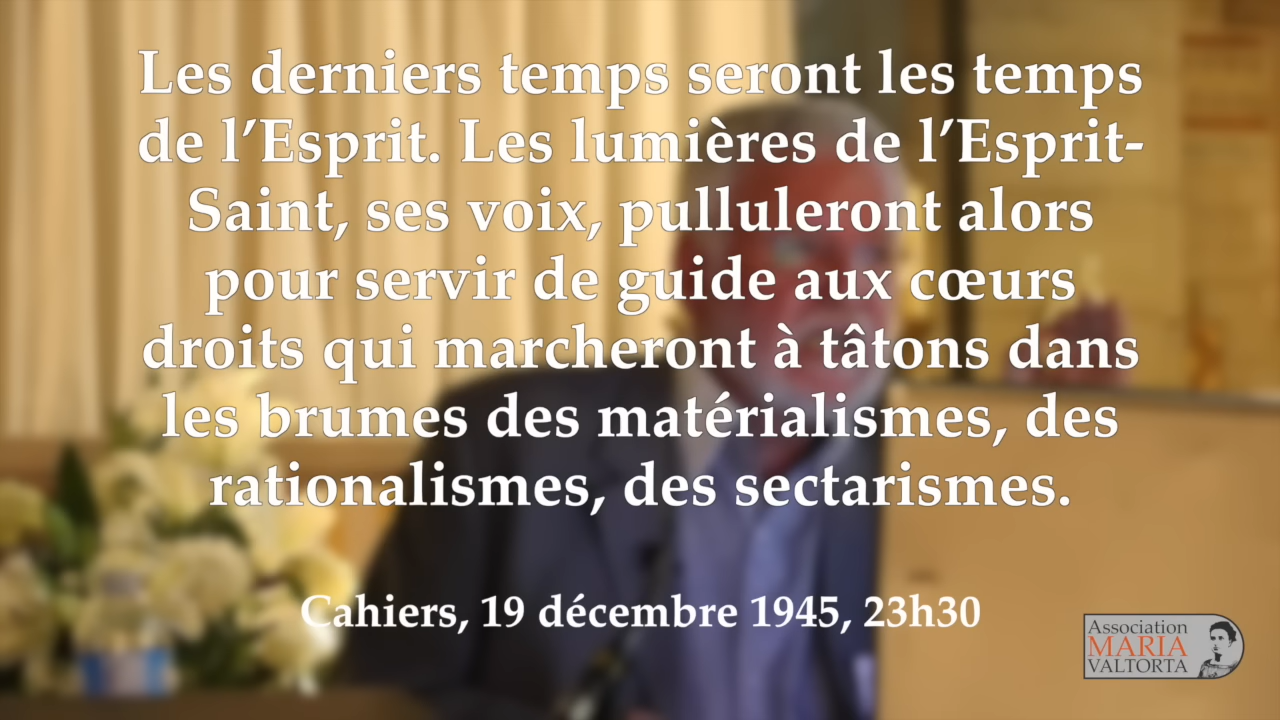 Les derniers temps seront les temps
de l’Esprit. Les lumières de l’Esprit-
Saint, ses voix, pulluleront alors
pour servir de guide aux cœurs
droits qui marcheront à tâtons dans
les brumes des matérialismes, des
rationalismes, des sectarismes.
Cahiers, 19 décembre 1945, 23h30
Association
MARIA
VALTORTA